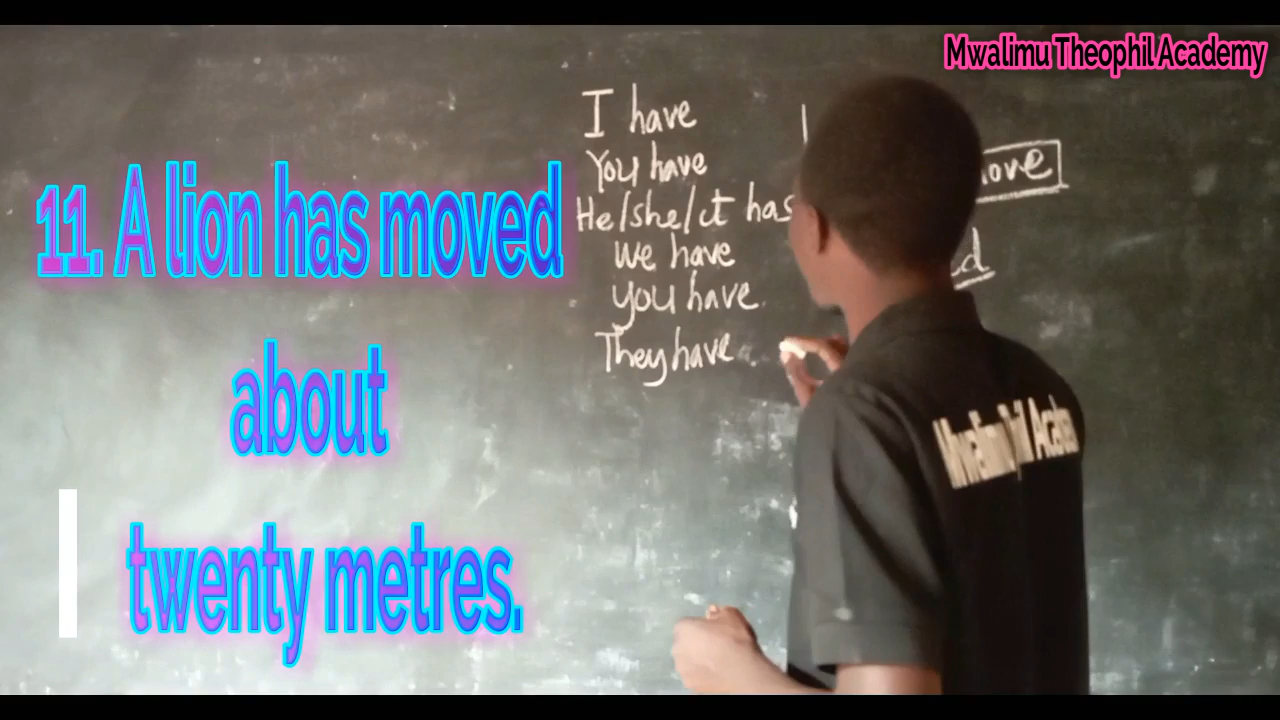 Mwalimu Theophil Academy
11. A lion has moved
about
twenty metres.
I have
You have
He/she/it has
We have
you have.
They have